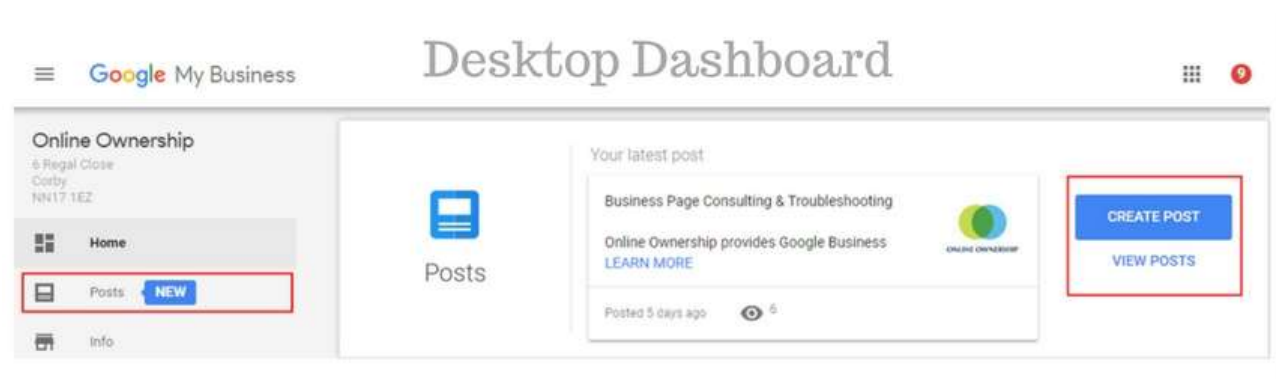 Desktop Dashboard
Google My Business
9
Online Ownership
6 Regal Close
Corby
NN17 1EZ
Home
Posts NEW
Info
Posts
Your latest post
Business Page Consulting & Troubleshooting
Online Ownership provides Google Business
LEARN MORE
ONLINE OWNERSHIP
Posted 5 days ago 6
CREATE POST
VIEW POSTS